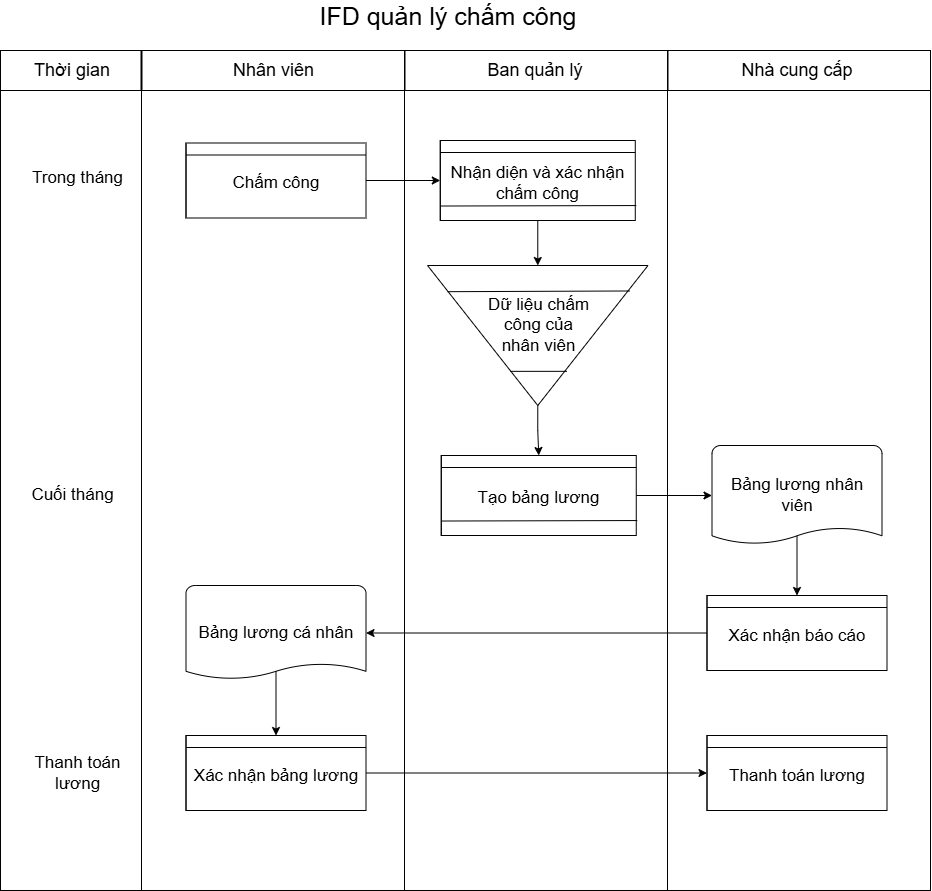 IFD quản lý chấm công
Thời gian
Nhân viên
Ban quản lý
Nhà cung cấp
Trong tháng
Chấm công
Nhận diện và xác nhận
chấm công
Dữ liệu chấm
công của
nhân viên
Cuối tháng
Tạo bảng lương
Bảng lương nhân
viên
Bảng lương cá nhân
Xác nhận báo cáo
Thanh toán
lương
Xác nhận bảng lương
Thanh toán lương